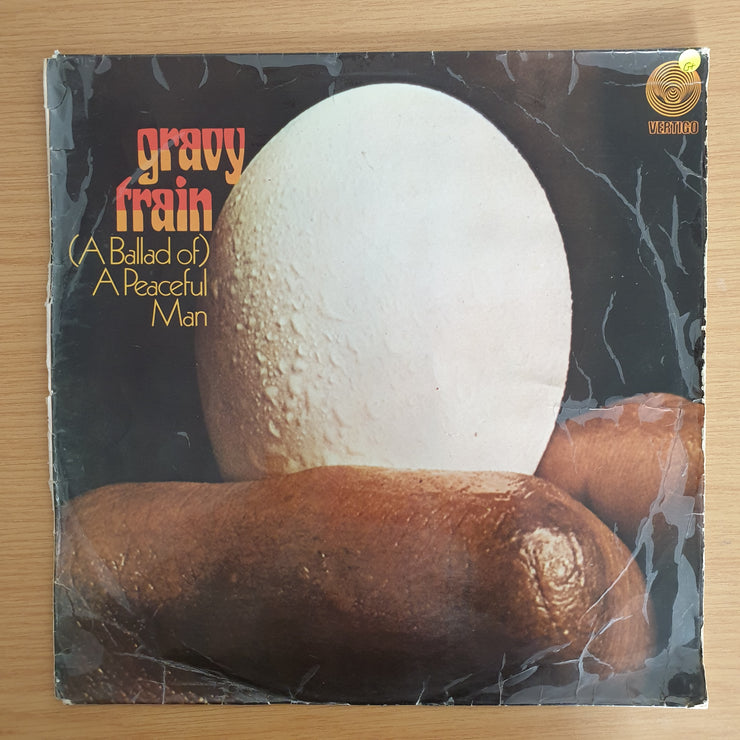 gravy
train
(A Ballad of)
A Peaceful
Man
VERTIGO
G+